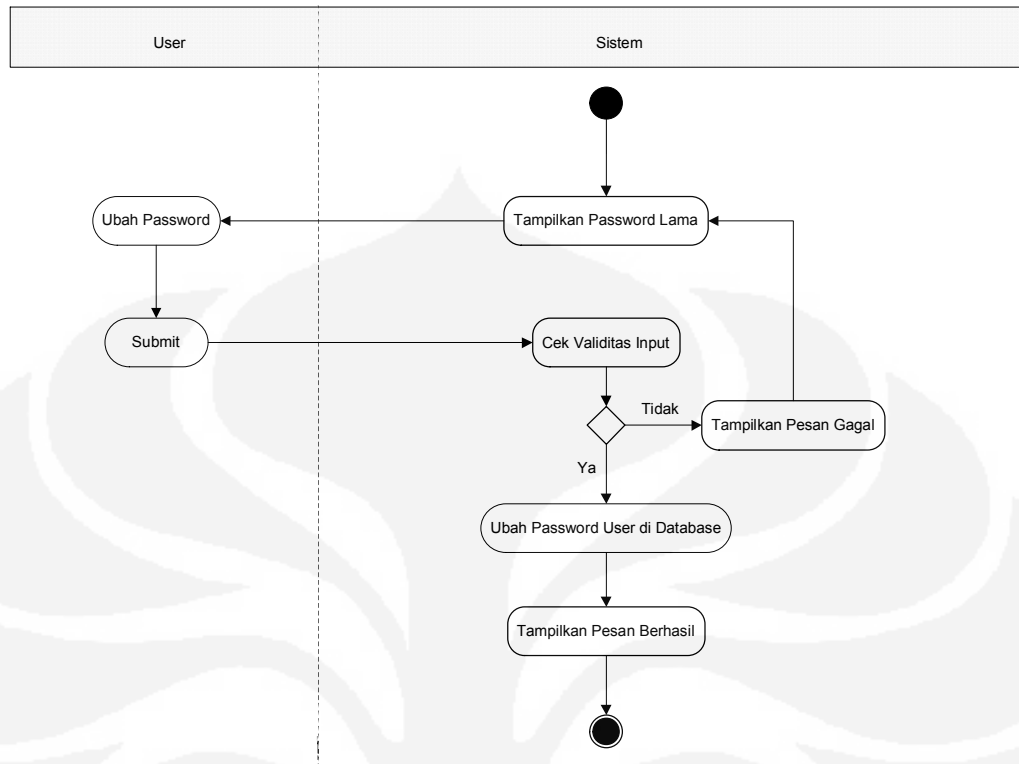 User
Sistem
Ubah Password
Tampilkan Password Lama
Submit
Cek Validitas Input
Tidak
Tampilkan Pesan Gagal
Ya
Ubah Password User di Database
Tampilkan Pesan Berhasil